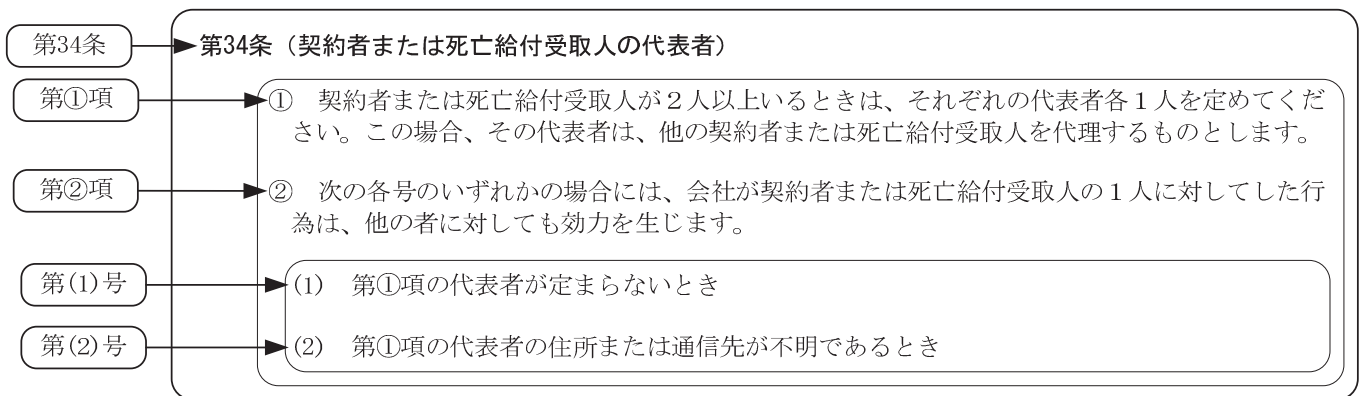 第34条
第34条（契約者または死亡給付受取人の代表者）
第①項
①　契約者または死亡給付受取人が２人以上いるときは、それぞれの代表者各１人を定めてくだ
さい。この場合、その代表者は、他の契約者または死亡給付受取人を代理するものとします。
第②項
②　次の各号のいずれかの場合には、会社が契約者または死亡給付受取人の１人に対してした行
為は、他の者に対しても効力を生じます。
第(1)号
(1)　第①項の代表者が定まらないとき
第(2)号
(2)　第①項の代表者の住所または通信先が不明であるとき